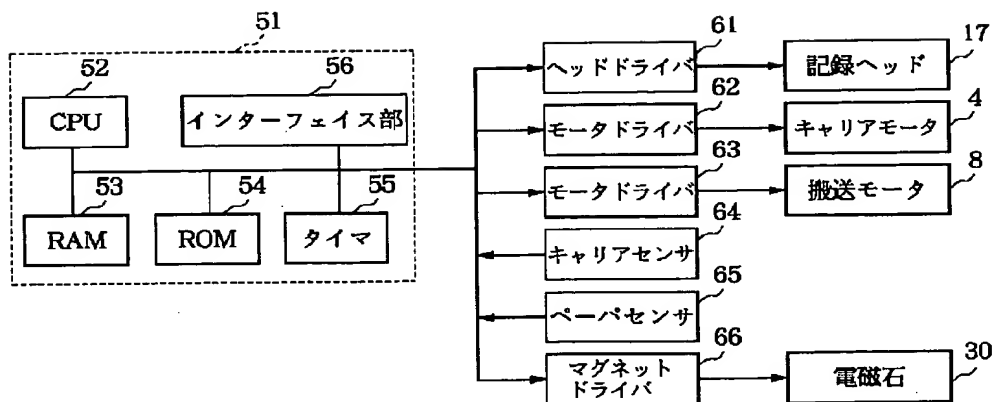 51
52
CPU
56
インターフェイス部
53
RAM
54
ROM
55
タイマ
61
ヘッドドライバ
17
記録ヘッド
62
モータドライバ
4
キャリアモータ
63
モータドライバ
8
搬送モータ
64
キャリアセンサ
65
ペーパセンサ
66
マグネット
ドライバ
30
電磁石